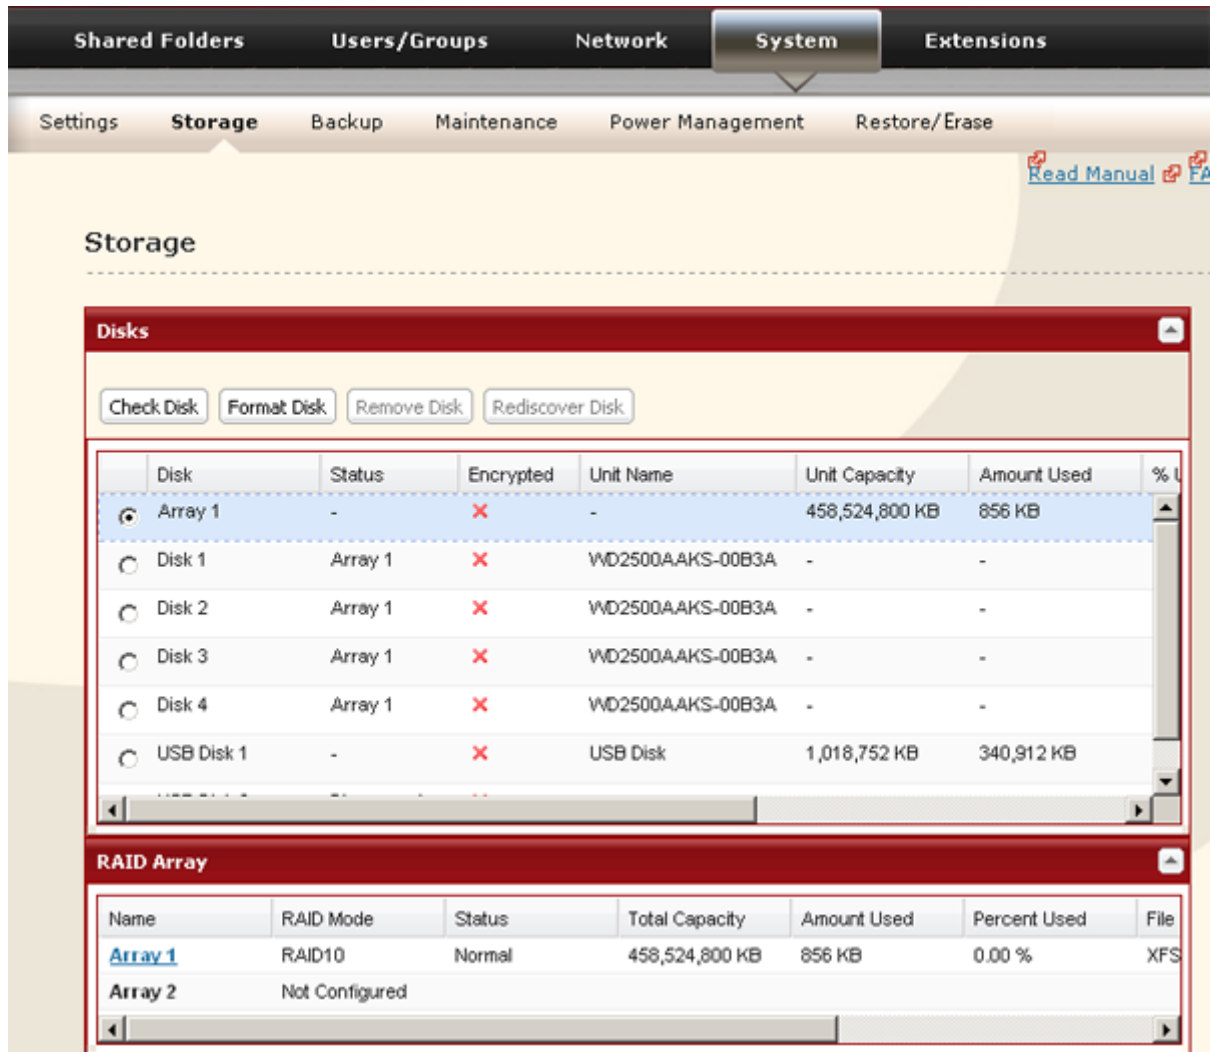 Shared Folders Users/Groups Network System Extensions
Settings Storage Backup Maintenance Power Management Restore/Erase
Read Manual FA
Storage
Disks
Check Disk Format Disk Remove Disk Rediscover Disk
Disk Status Encrypted Unit Name Unit Capacity Amount Used % U
Array 1 - - 458,524,800 KB 856 KB
Disk 1 Array 1 WD2500AAKS-00B3A - -
Disk 2 Array 1 WD2500AAKS-00B3A - -
Disk 3 Array 1 WD2500AAKS-00B3A - -
Disk 4 Array 1 WD2500AAKS-00B3A - -
USB Disk 1 - USB Disk 1,018,752 KB 340,912 KB
RAID Array
Name RAID Mode Status Total Capacity Amount Used Percent Used File
Array 1 RAID10 Normal 458,524,800 KB 856 KB 0.00 % XFS
Array 2 Not Configured